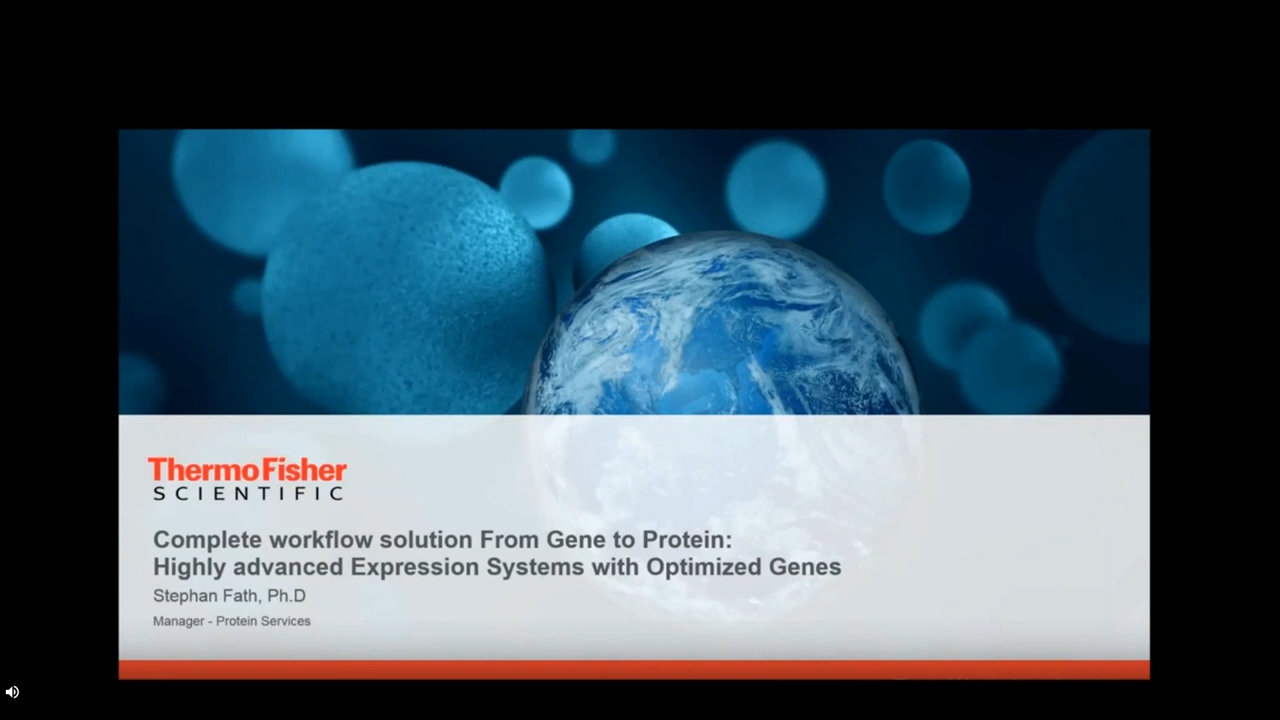 ThermoFisher
SCIENTIFIC
Complete workflow solution From Gene to Protein:
Highly advanced Expression Systems with Optimized Genes
Stephan Fath, Ph.D
Manager - Protein Services